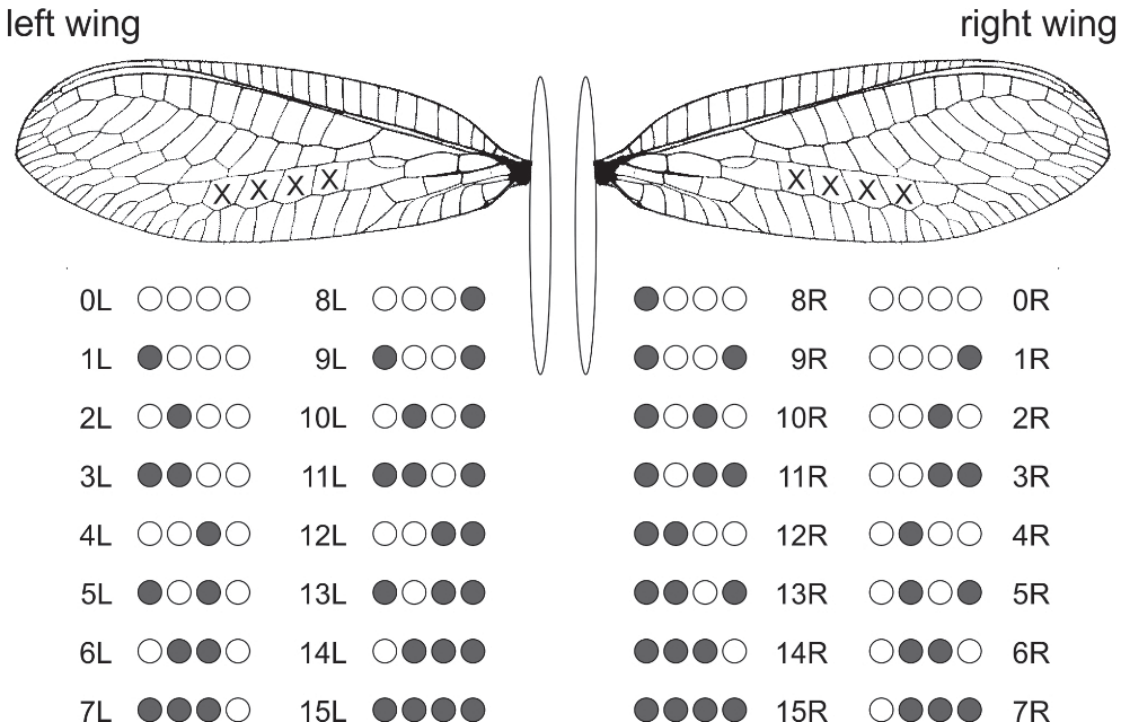 left wing right wing
X X X X X X X X
0L 8L 8R 0R
1L 9L 9R 1R
2L 10L 10R 2R
3L 11L 11R 3R
4L 12L 12R 4R
5L 13L 13R 5R
6L 14L 14R 6R
7L 15L 15R 7R